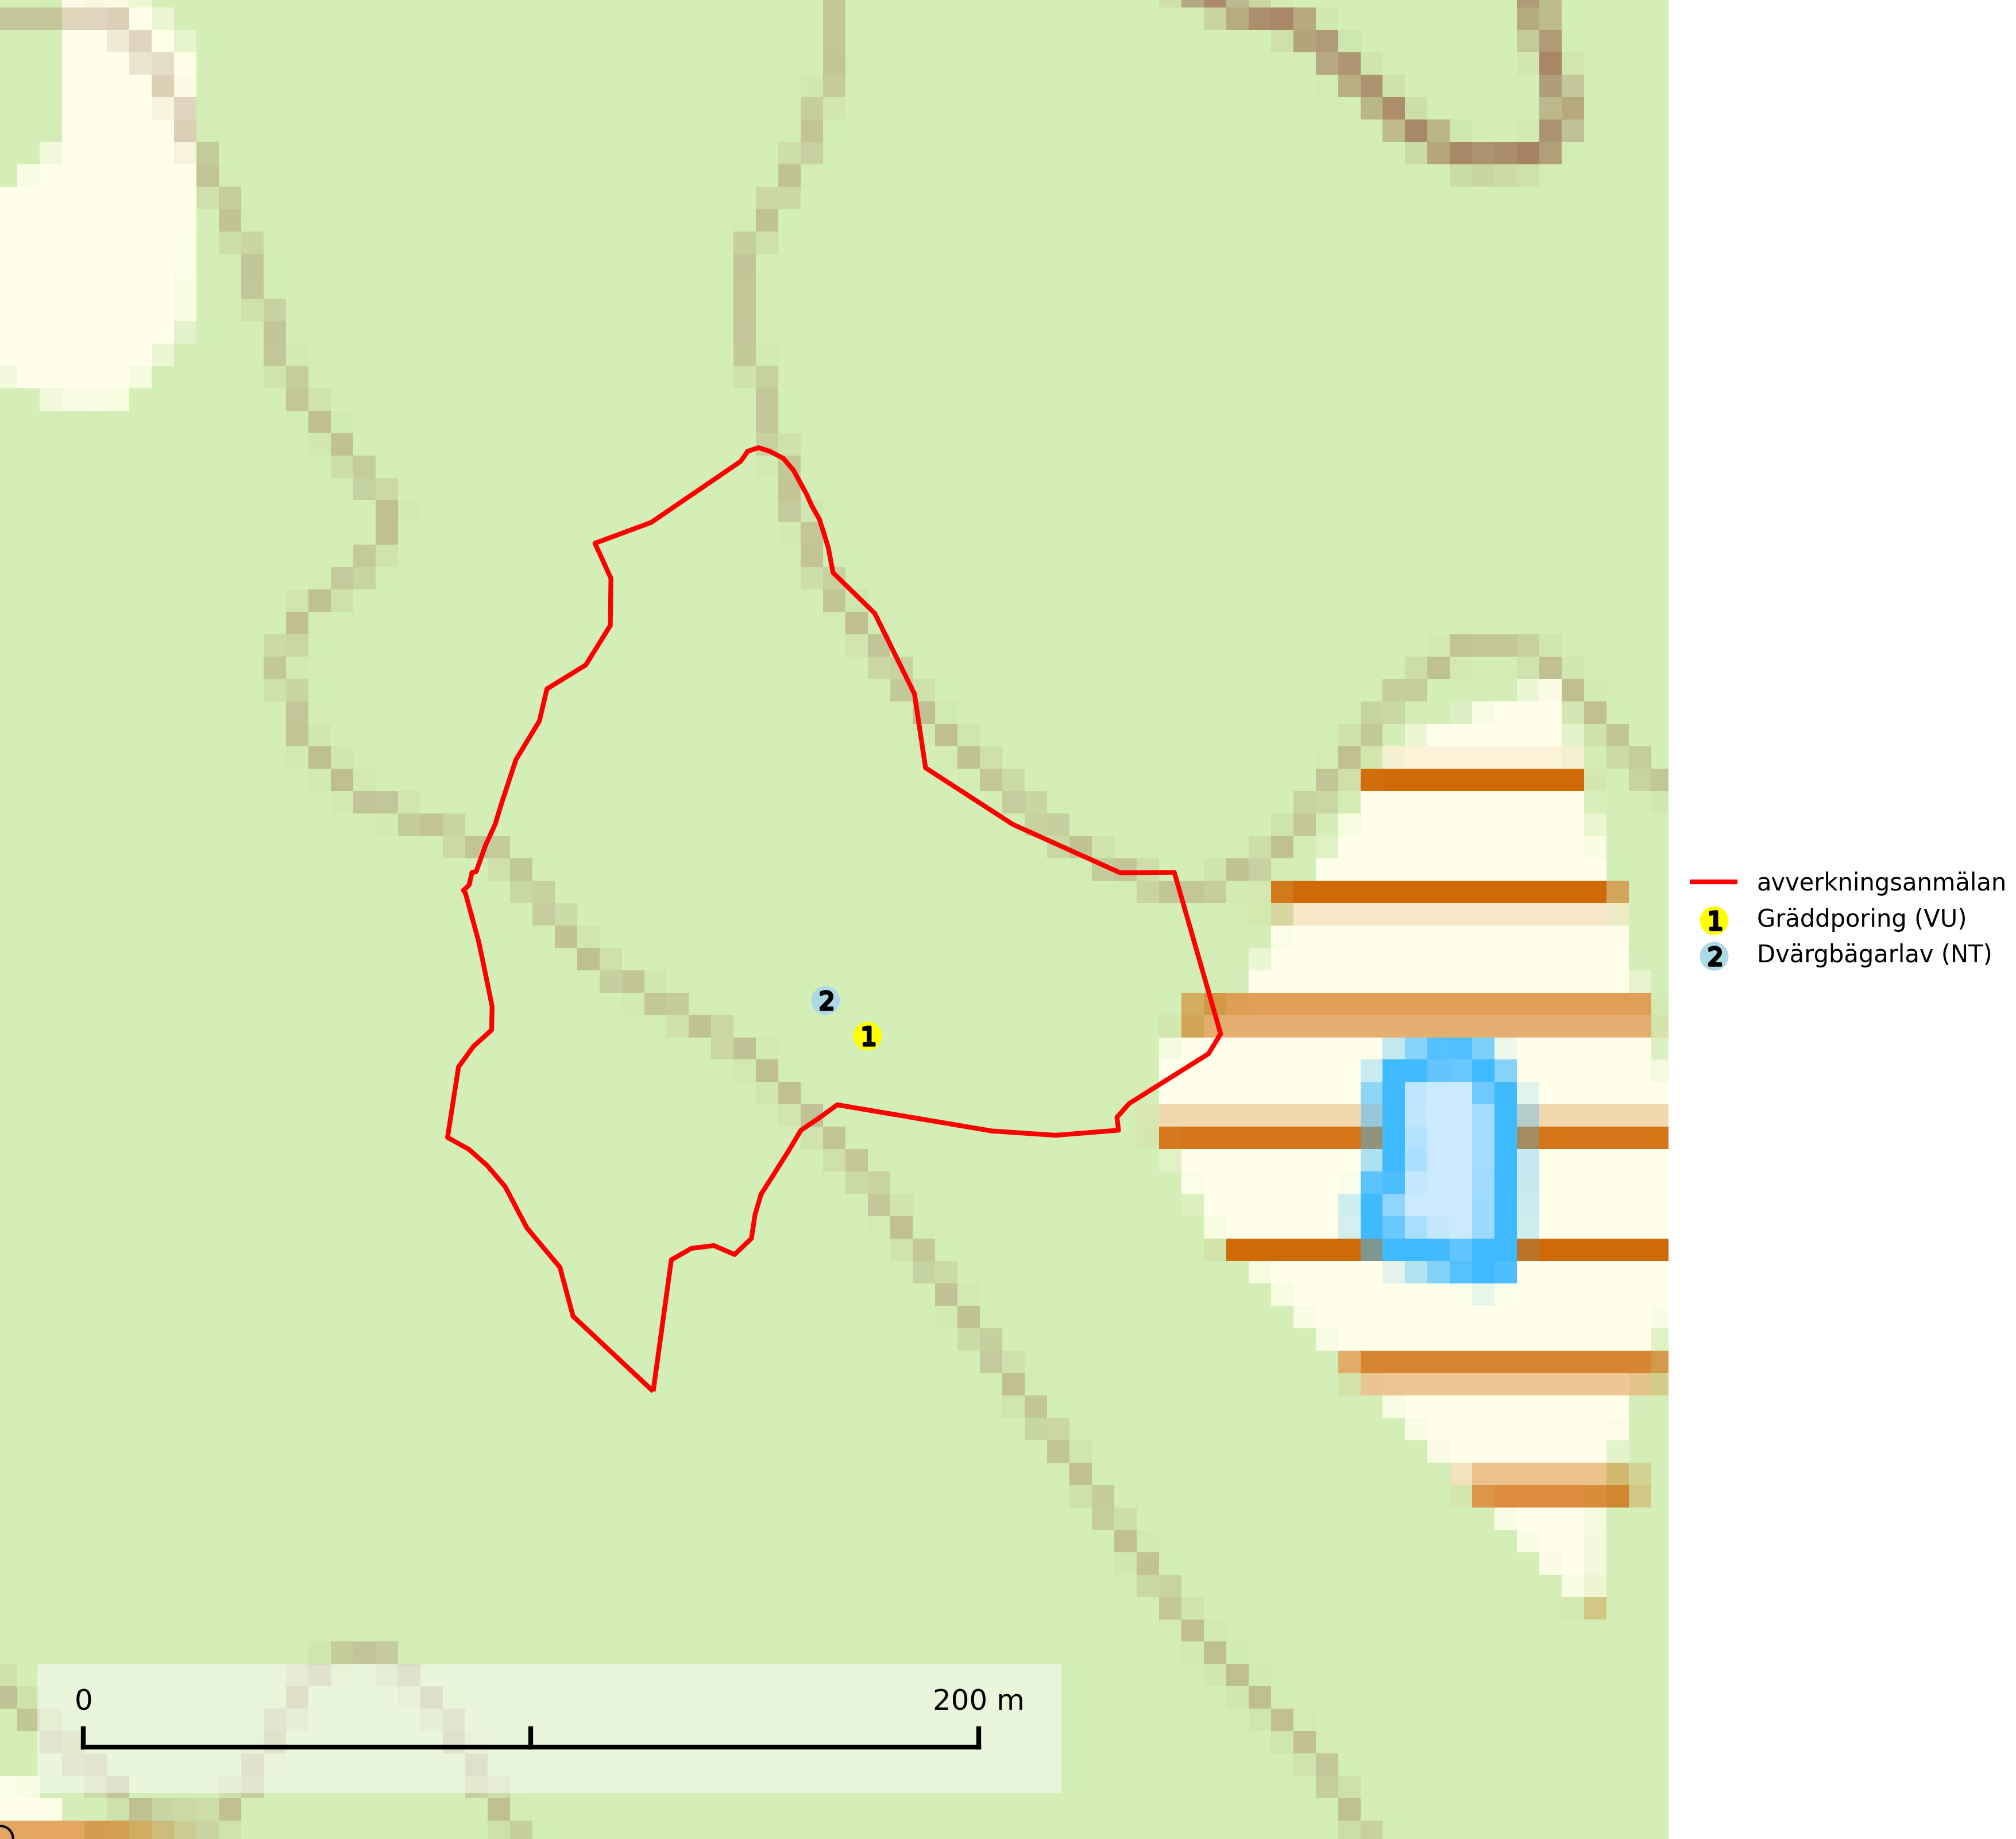 avverkningsanmälan
1 Gräddporing (VU)
2 Dvärgbägarlav (NT)
2
1
0 200 m